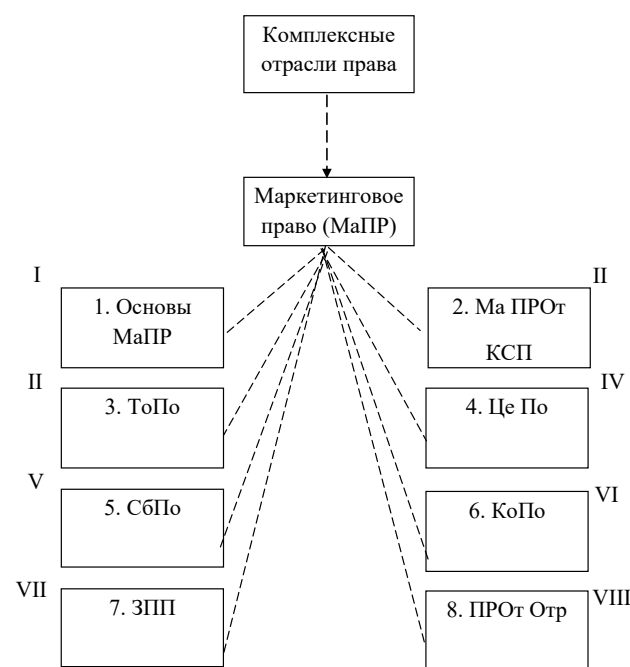 Комплексные
отрасли права
Маркетинговое
право (МаПР)
I
II
1. Основы
МаПР
2. Ма ПРОт
КСП
II
IV
3. ТоПо
4. Це По
V
VI
5. СбПо
6. КоПо
VII
VIII
7. ЗПП
8. ПРОт Отр